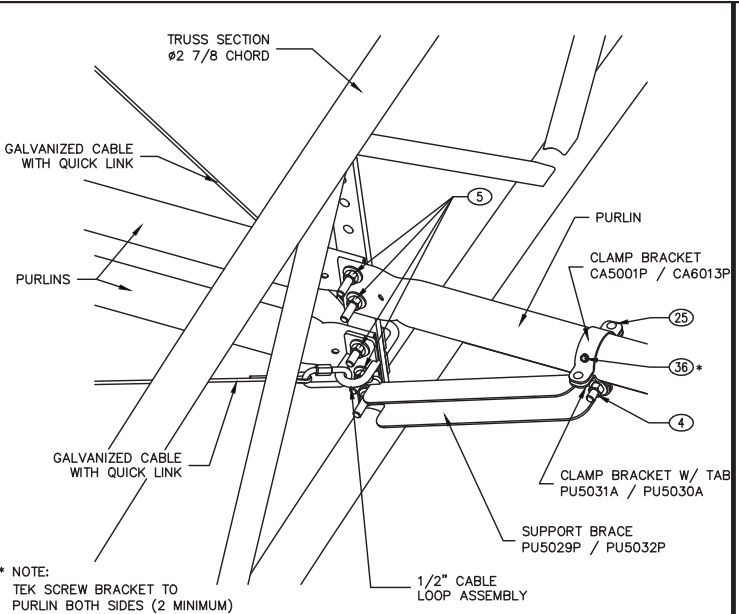 TRUSS SECTION
ø2 7/8 CHORD
GALVANIZED CABLE
WITH QUICK LINK
5
PURLIN
CLAMP BRACKET
CA5001P / CA6013P
PURLINS
25
36 *
4
GALVANIZED CABLE
WITH QUICK LINK
CLAMP BRACKET W/ TAB
PU5031A / PU5030A
SUPPORT BRACE
PU5029P / PU5032P
1/2" CABLE
LOOP ASSEMBLY
* NOTE:
TEK SCREW BRACKET TO
PURLIN BOTH SIDES (2 MINIMUM)